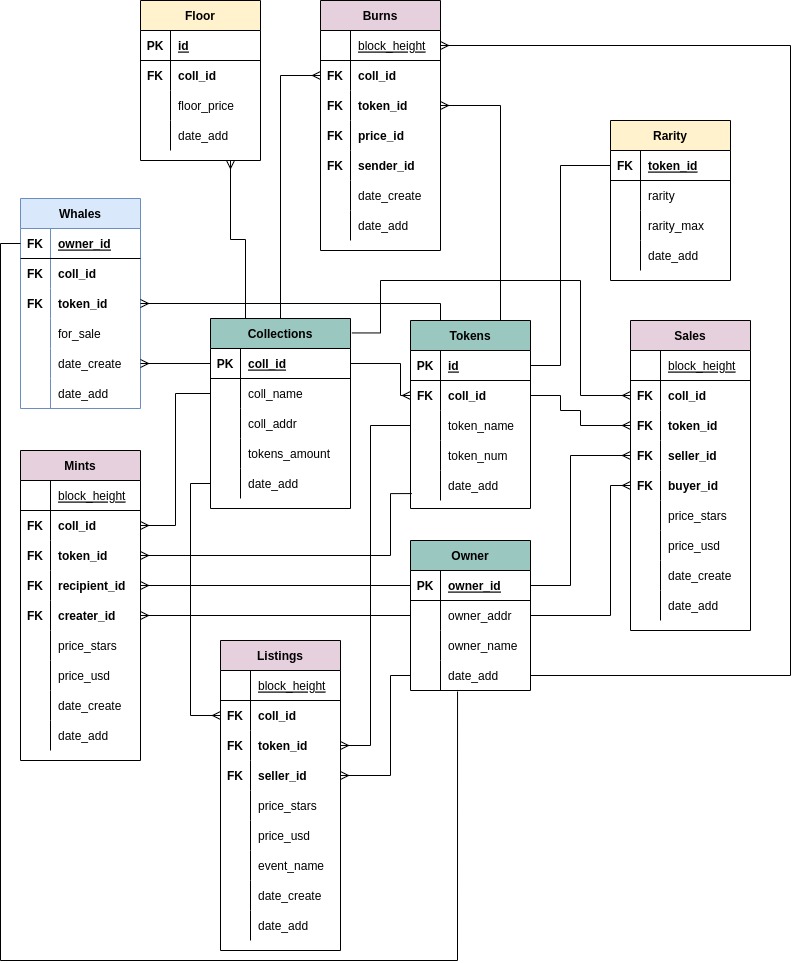 Floor
PK id
FK coll_id
floor_price
date_add
Burns
block_height
FK coll_id
FK token_id
FK price_id
FK sender_id
date_create
date_add
Rarity
FK token_id
rarity
rarity_max
date_add
Whales
FK owner_id
FK coll_id
FK token_id
for_sale
date_create
date_add
Collections
PK coll_id
coll_name
coll_addr
tokens_amount
date_add
Tokens
PK id
FK coll_id
token_name
token_num
date_add
Sales
block_height
FK coll_id
FK token_id
FK seller_id
FK buyer_id
price_stars
price_usd
date_create
date_add
Mints
block_height
FK coll_id
FK token_id
FK recipient_id
FK creater_id
price_stars
price_usd
date_create
date_add
Owner
PK owner_id
owner_addr
owner_name
date_add
Listings
block_height
FK coll_id
FK token_id
FK seller_id
price_stars
price_usd
event_name
date_create
date_add